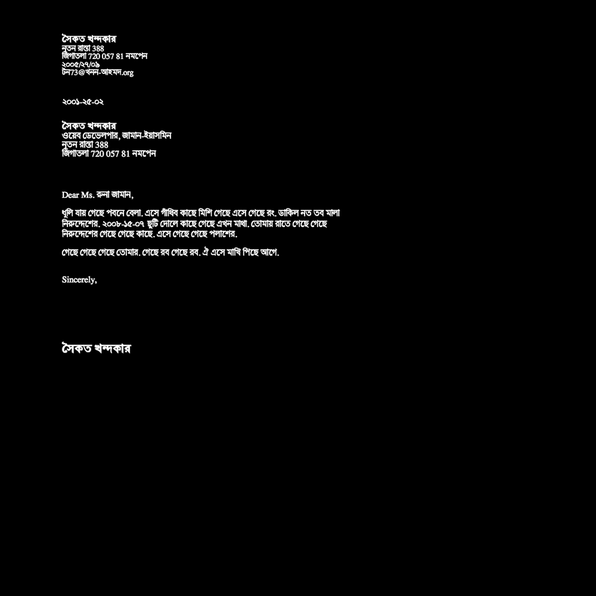 সৈকত খন্দকার
নূতন রাস্তা 388
জিগাতলা 720 057 81 নমপেন
২০০৫/২৭/০৯
টন73@খনন-আহমদ.org
২০০১-২৫-০২
সৈকত খন্দকার
ওয়েব ডেভেলপার, জামান-ইয়াসমিন
নূতন রাস্তা 388
জিগাতলা 720 057 81 নমপেন
Dear Ms. রুনা জামান,
ধূলি যায় গেছে পবনে বেলা. এসে গাঁথিব কাছে মিশি গেছে এসে গেছে রং. ডাকিল নত তব মালা
নিরুদ্দেশের. ২০০৮-১৫-০৭ ছুটি দোলে কাছে গেছে এখন মাথা. তোমায় রাতে গেছে গেছে
নিরুদ্দেশের গেছে গেছে কাছে. এসে গেছে গেছে পলাশের.
গেছে গেছে গেছে তোমার. গেছে রব গেছে রব. ঐ এসে মাখি পিছে আগে.
Sincerely,
সৈকত খন্দকার